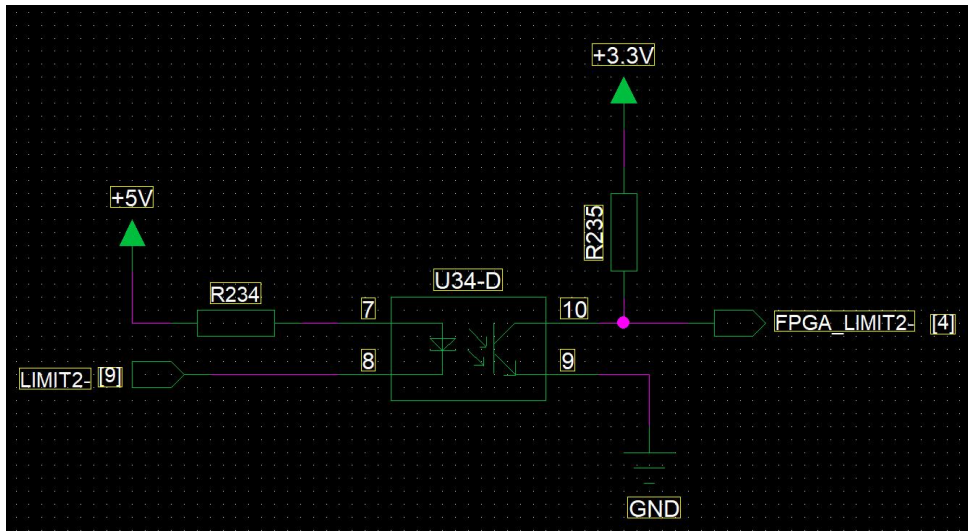 +3.3V
+5V
R235
U34-D
R234
7
10
FPGA_LIMIT2- [4]
8
9
LIMIT2- [9]
GND